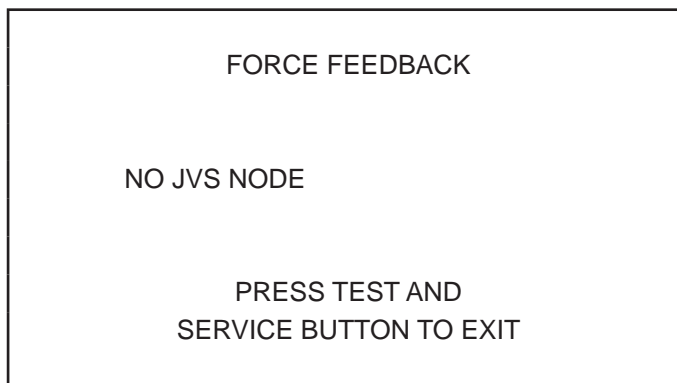 FORCE FEEDBACK
NO JVS NODE
PRESS TEST AND
SERVICE BUTTON TO EXIT